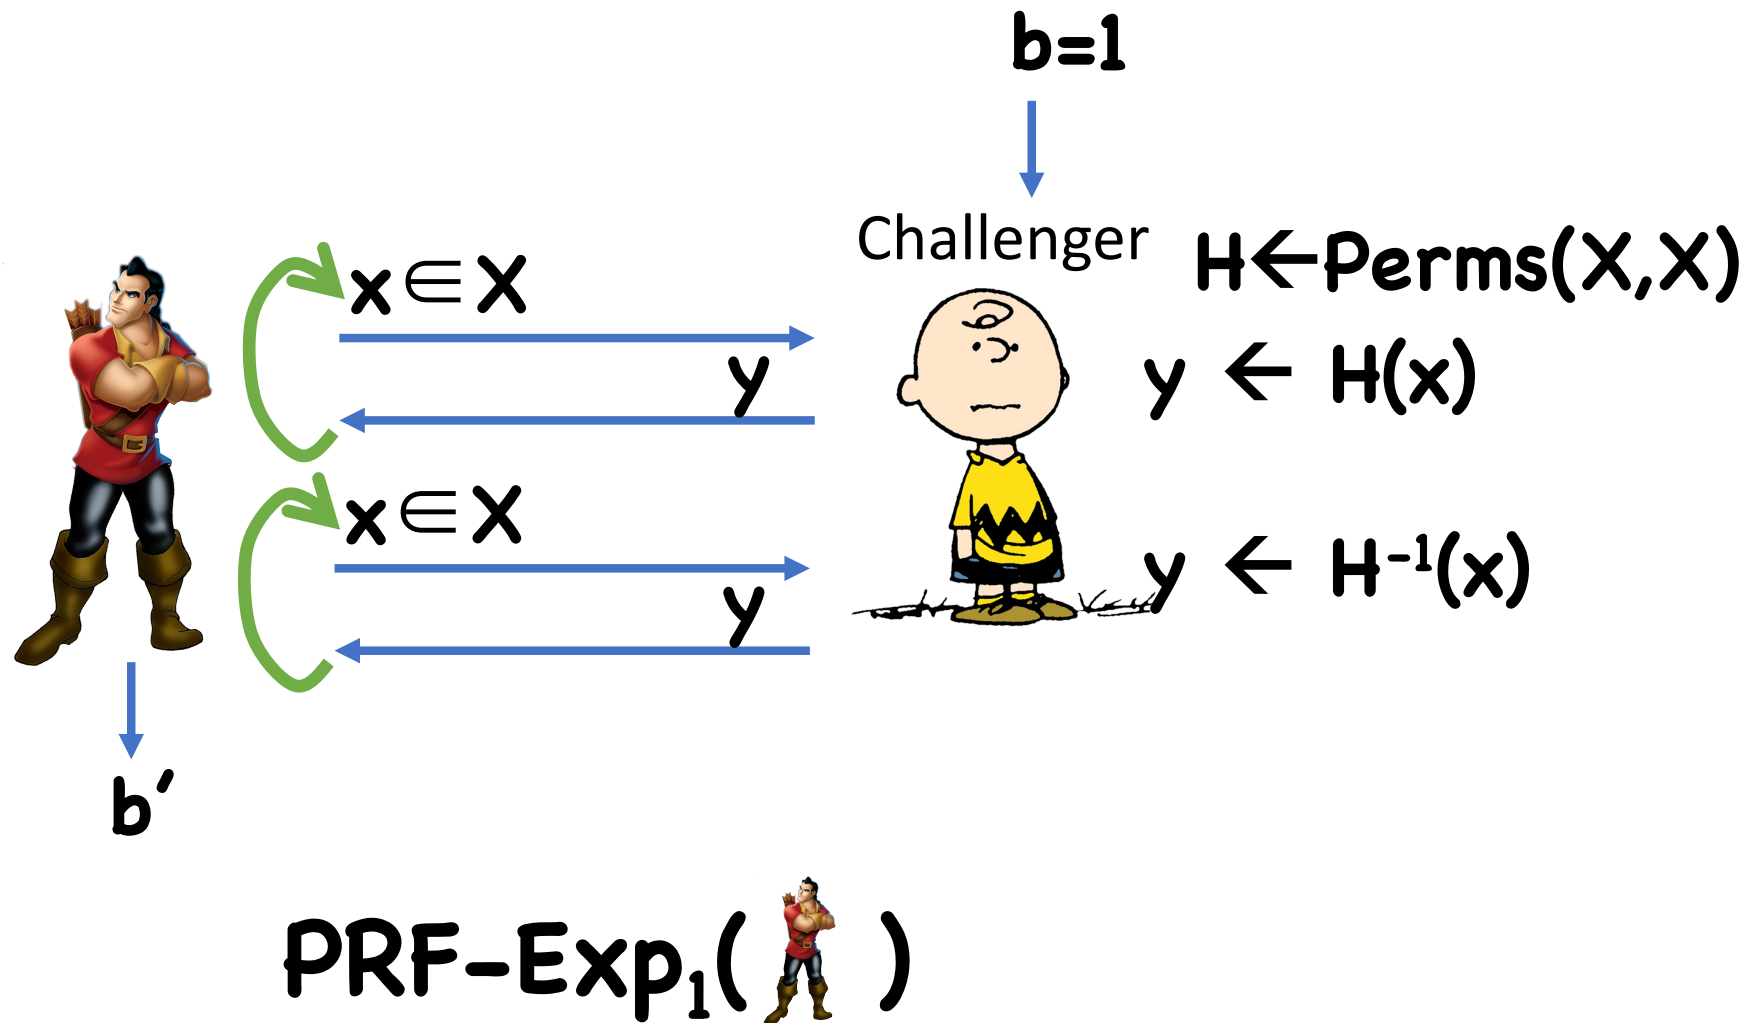 b=1
Challenger
H←Perms(X,X)
x∈X
y
y ← H(x)
x∈X
y
y ← H⁻¹(x)
b′
PRF-Exp₁( )